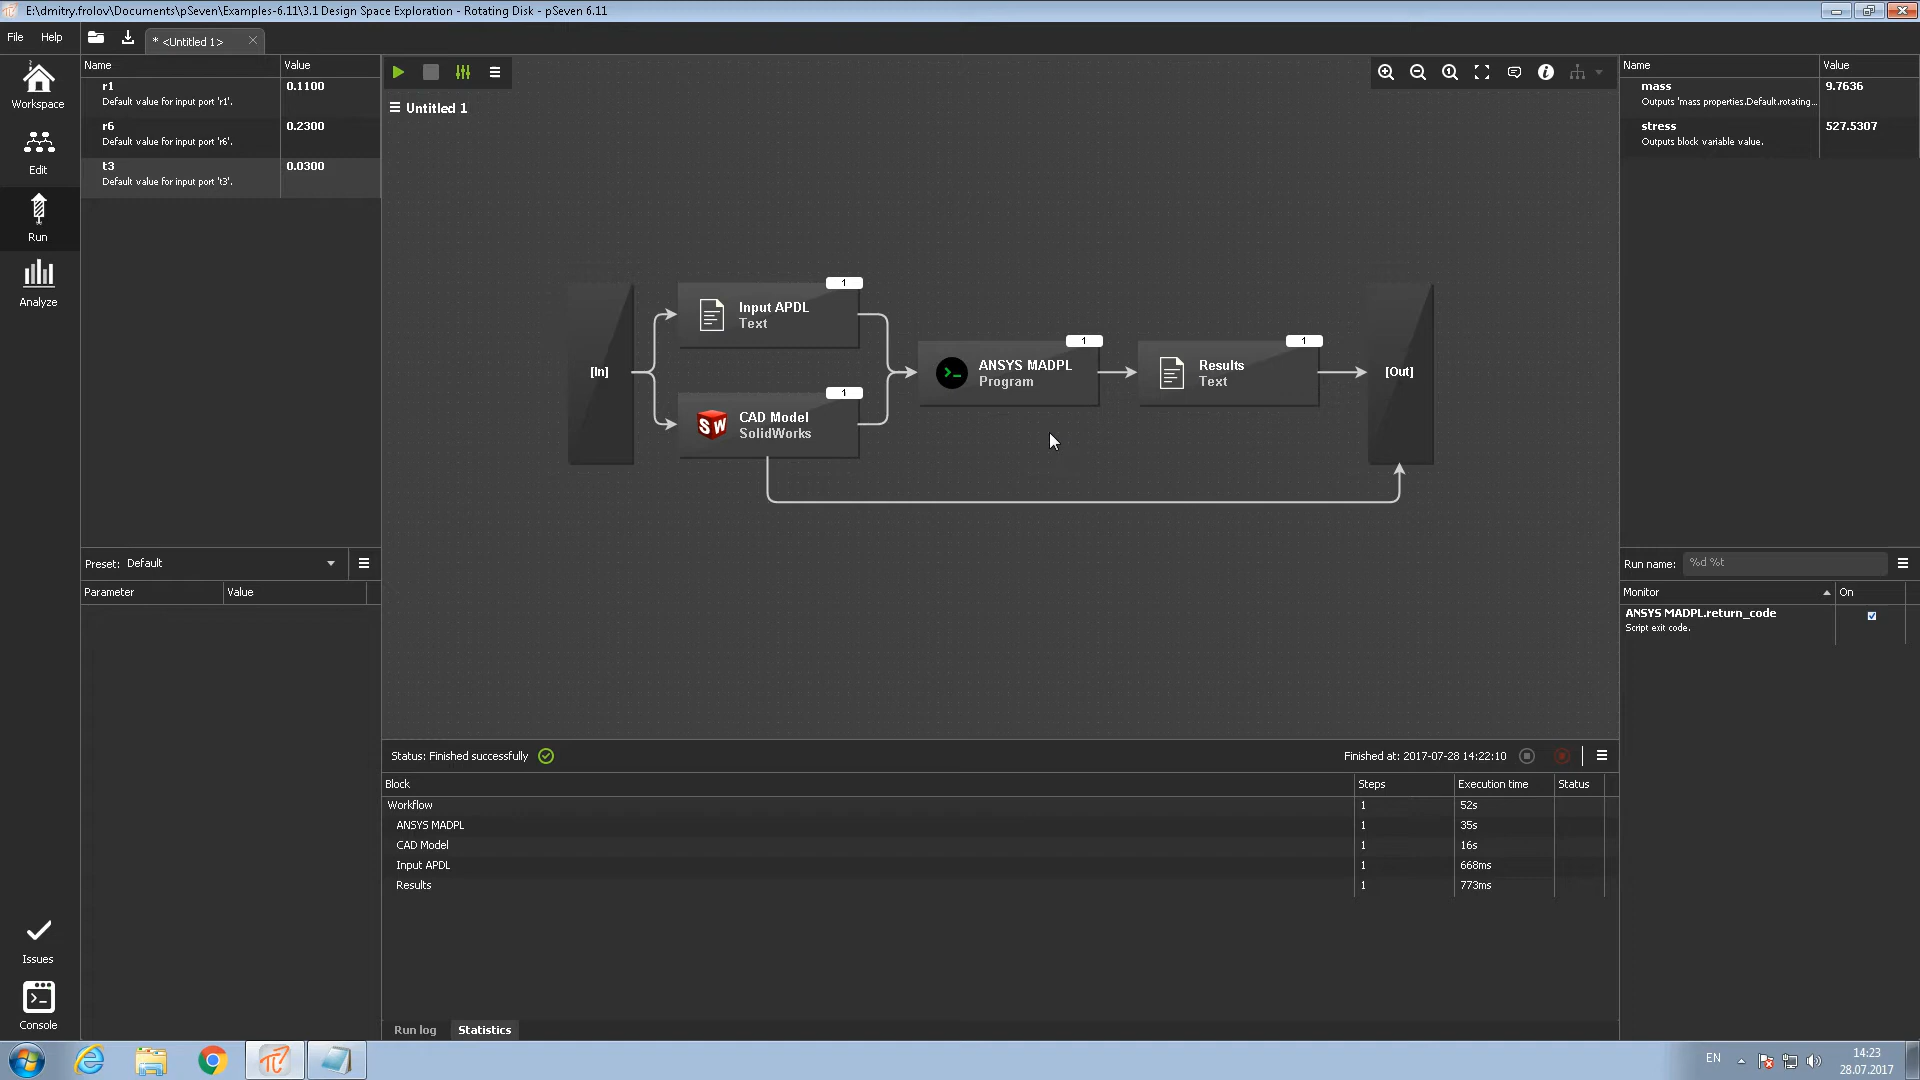 E:\dmitry.frolov\Documents\pSeven\Examples-6.11\3.1 Design Space Exploration - Rotating Disk - pSeven 6.11
File Help * <Untitled 1>
Workspace
Edit
Run
Analyze
Issues
Console
Name Value
r1 0.1100
Default value for input port 'r1'.
r6 0.2300
Default value for input port 'r6'.
t3 0.0300
Default value for input port 't3'.
Preset: Default
Parameter Value
Untitled 1
[In]
1
Input APDL
Text
1
CAD Model
SolidWorks
SW
1
ANSYS MADPL
Program
1
Results
Text
[Out]
Status: Finished successfully Finished at: 2017-07-28 14:22:10
Block Steps Execution time Status
Workflow 1 52s
ANSYS MADPL 1 35s
CAD Model 1 16s
Input APDL 1 668ms
Results 1 773ms
Run log Statistics
Name Value
mass 9.7636
Outputs 'mass properties.Default.rotating...
stress 527.5307
Outputs block variable value.
Run name: %d %t
Monitor On
ANSYS MADPL.return_code
Script exit code.
EN
14:23
28.07.2017